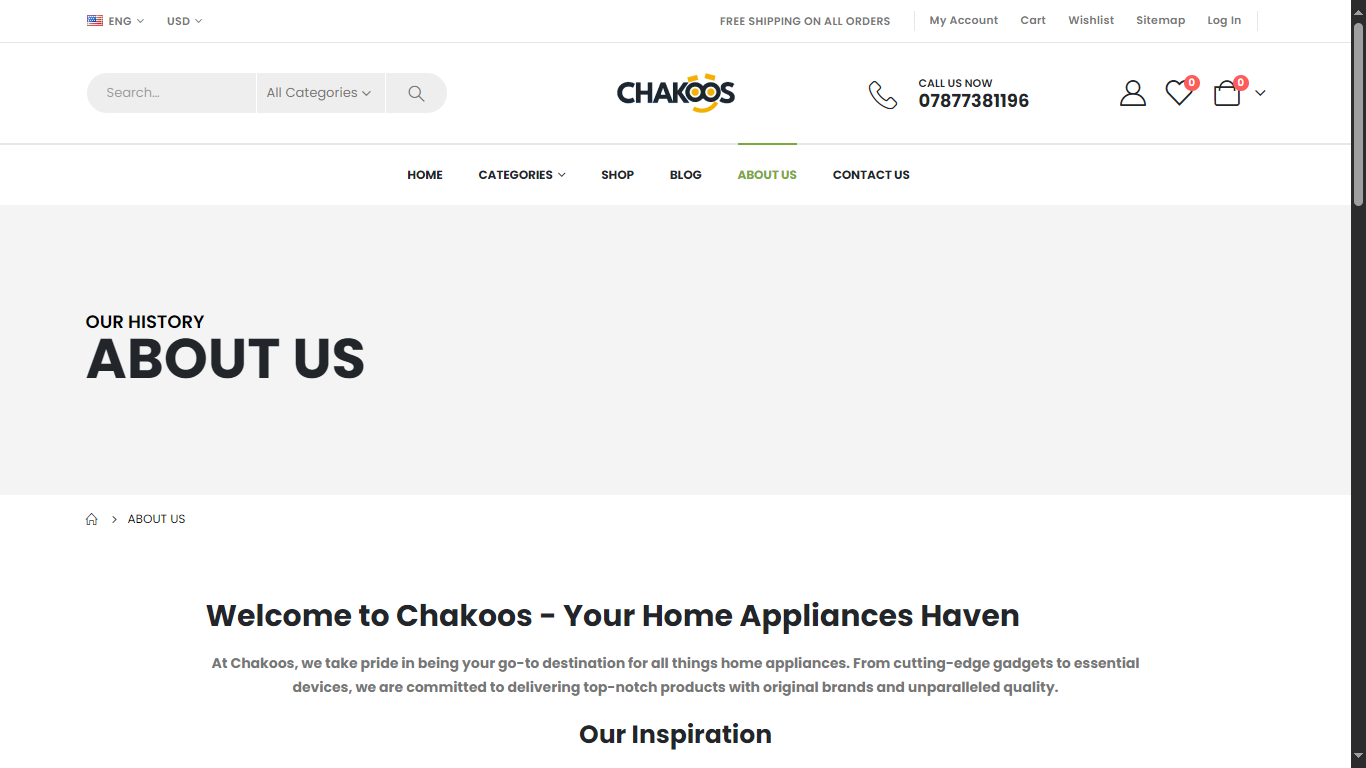 ENG USD FREE SHIPPING ON ALL ORDERS My Account Cart Wishlist Sitemap Log In
Search... All Categories
CHAKOOS
CALL US NOW
07877381196
0 0
HOME CATEGORIES SHOP BLOG ABOUT US CONTACT US
OUR HISTORY
ABOUT US
ABOUT US
Welcome to Chakoos - Your Home Appliances Haven
At Chakoos, we take pride in being your go-to destination for all things home appliances. From cutting-edge gadgets to essential
devices, we are committed to delivering top-notch products with original brands and unparalleled quality.
Our Inspiration